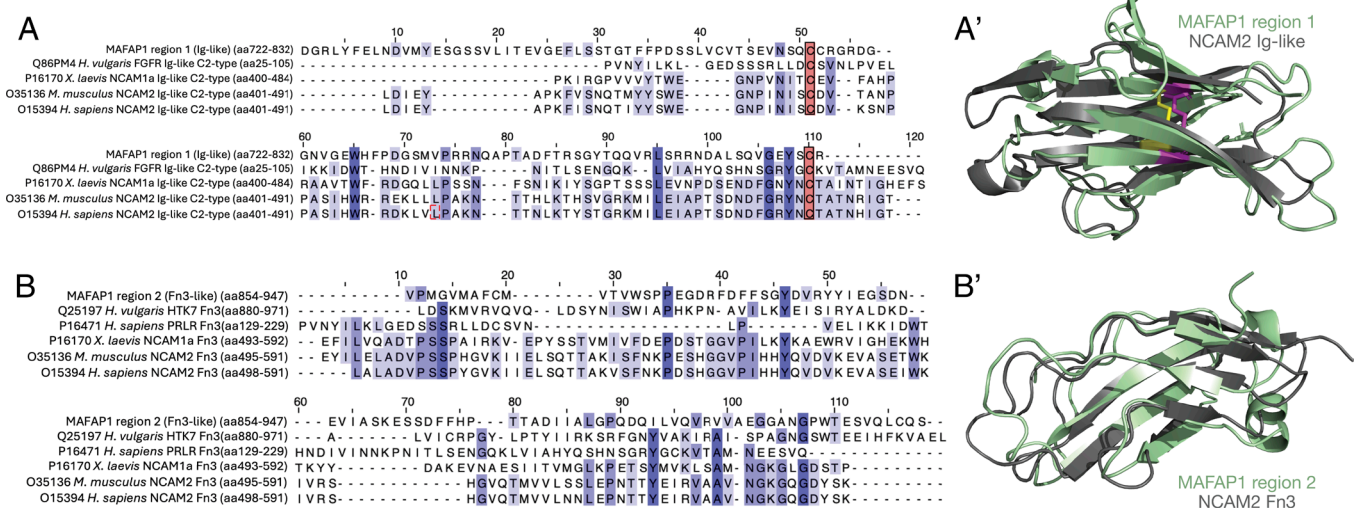 A
10 20 30 40 50
MAFAP1 region 1 (Ig-like) (aa722-832) DGRLYFELNDVMYESGSSVLITEVGEFLSSTGTFFPDSSLVCVTSEVNSQCCRGRGDG-
Q86PM4 H. vulgaris FGFR Ig-like C2-type (aa25-105) ------------------------------PVNYILKL--GEDSSSRLLDCSVNLPVEL
P16170 X. laevis NCAM1a Ig-like C2-type (aa400-484) -------------------------PKIRGPVVVYTWE-----GNPVNITCEV--FAHP
O35136 M. musculus NCAM2 Ig-like C2-type (aa401-491) --------LDIEY----------APKFVSNQTMYYSWE-----GNPINISCDV--TANP
O15394 H. sapiens NCAM2 Ig-like C2-type (aa401-491) --------LDIEY----------APKFVSNQTIYYSWE-----GNPINISCDV--KSNP
60 70 80 90 100 110 120
MAFAP1 region 1 (Ig-like) (aa722-832) GNVGEWHFPDGSMVPRRNQAPTADFTRSGYTQQVRLSRRNDALSQVGEYSCR-----------
Q86PM4 H. vulgaris FGFR Ig-like C2-type (aa25-105) IKKIDWT-HNDIVINNKP-----NITLSENGQK--LVIAHYQSHNSGRYGCKVTAMNEESVQ
P16170 X. laevis NCAM1a Ig-like C2-type (aa400-484) RAAVTWF-RDGQLLPSSN---FSNIKIYSGPTSSSLEVNPDSENDFGNYNCTAINTIGHEFS
O35136 M. musculus NCAM2 Ig-like C2-type (aa401-491) PASIHWR-REKLLLPAKN---TTHLKTHSVGRKMILEIAPTSDNDFGRYNCTATNRIGT---
O15394 H. sapiens NCAM2 Ig-like C2-type (aa401-491) PASIHWR-RDKLVLPAKN---TTNLKTYSTGRKMILEIAPTSDNDFGRYNCTATNHIGT---
A'
MAFAP1 region 1
NCAM2 Ig-like
B
10 20 30 40 50
MAFAP1 region 2 (Fn3-like) (aa854-947) ----------VPMGVMAFCM--------VTVWSPPEGDRFDFFSGYDVRYYIEGSDN--
Q25197 H. vulgaris HTK7 Fn3(aa880-971) ------------LDSKMVRVQVQ--LDSYNISWIAPHKPN-AVILKYEISIRYALDKD-
P16471 H. sapiens PRLR Fn3(aa129-229) PVNYILKLGEDSSSRLLDCSVN------------------LP-------VELIKKIDWT
P16170 X. laevis NCAM1a Fn3 (aa493-592) --EFILVQADTPSSPAIRKV-EPYSSTVMIVFDEPDSTGGVPILKYKAEWRVIGHEKWH
O35136 M. musculus NCAM2 Fn3 (aa495-591) --EYILELADVPSSPHGVKIIELSQTTAKISFNKPESHGGVPIHHYQVDVKEVASETWK
O15394 H. sapiens NCAM2 Fn3 (aa498-591) -----LALADVPSSPYGVKIIELSQTTAKVSFNKPDSHGGVPIHHYQVDVKEVASEIWK
60 70 80 90 100 110
MAFAP1 region 2 (Fn3-like) (aa854-947) ---EVIASKESSDFFHP---TTADIIALGPQDQLVQVRVVAEGGANGPWTESVQLCQS-
Q25197 H. vulgaris HTK7 Fn3(aa880-971) ---A-------LVICRPGY-LPTYIIRKSRFGNYVAKIRAI-SPAGNGSWTEEIHFKVAEL
P16471 H. sapiens PRLR Fn3(aa129-229) HNDIVINNKPNITLSENGQKLVIAHYQSHNSGRYGCKVTAM-NEESVQ-------------
P16170 X. laevis NCAM1a Fn3 (aa493-592) TKYY--------DAKEVNAESIITVMGLKPETSYMVKLSAM-NGKGLGDSTP---------
O35136 M. musculus NCAM2 Fn3 (aa495-591) IVRS------------HGVQTMVVLSSLEPNTTYEIRVAAV-NGKGQGDYSK---------
O15394 H. sapiens NCAM2 Fn3 (aa498-591) IVRS------------HGVQTMVVLNNLEPNTTYEIRVAAV-NGKGQGDYSK---------
B'
MAFAP1 region 2
NCAM2 Fn3